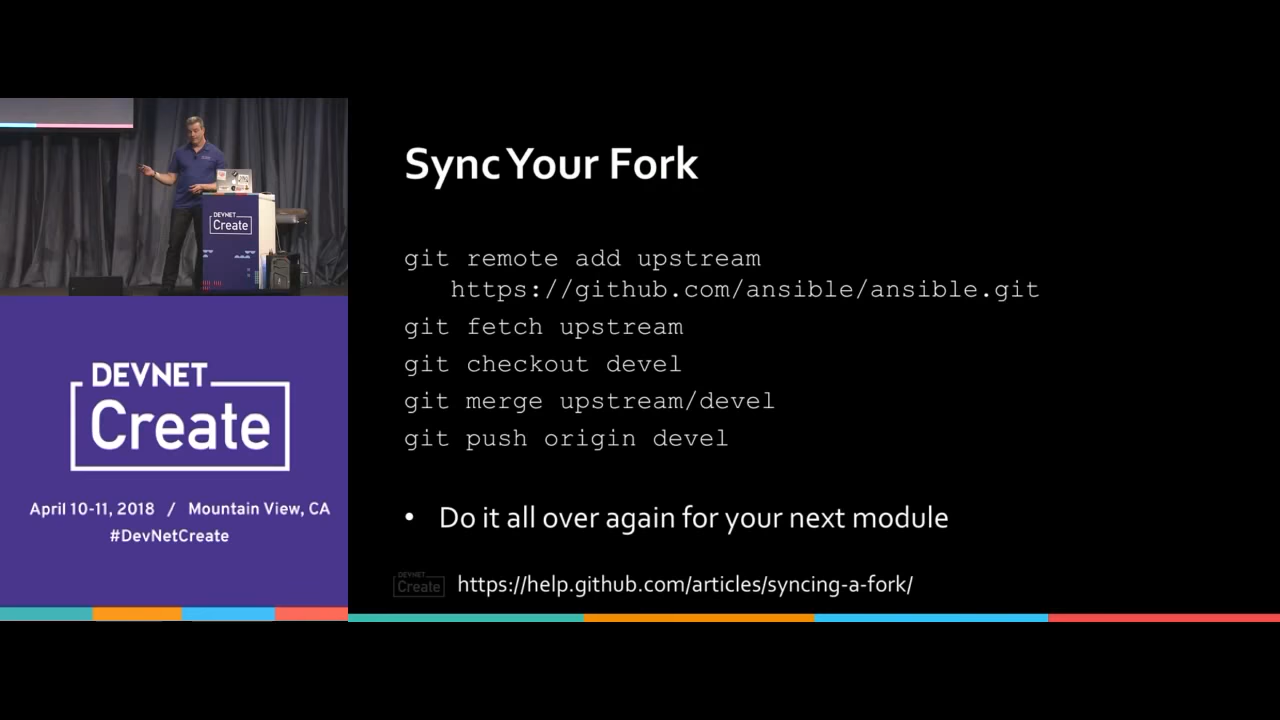 DEVNET
Create
DEVNET
Create
April 10-11, 2018 / Mountain View, CA
#DevNetCreate
Sync Your Fork
git remote add upstream
https://github.com/ansible/ansible.git
git fetch upstream
git checkout devel
git merge upstream/devel
git push origin devel
• Do it all over again for your next module
DEVNET
Create
https://help.github.com/articles/syncing-a-fork/